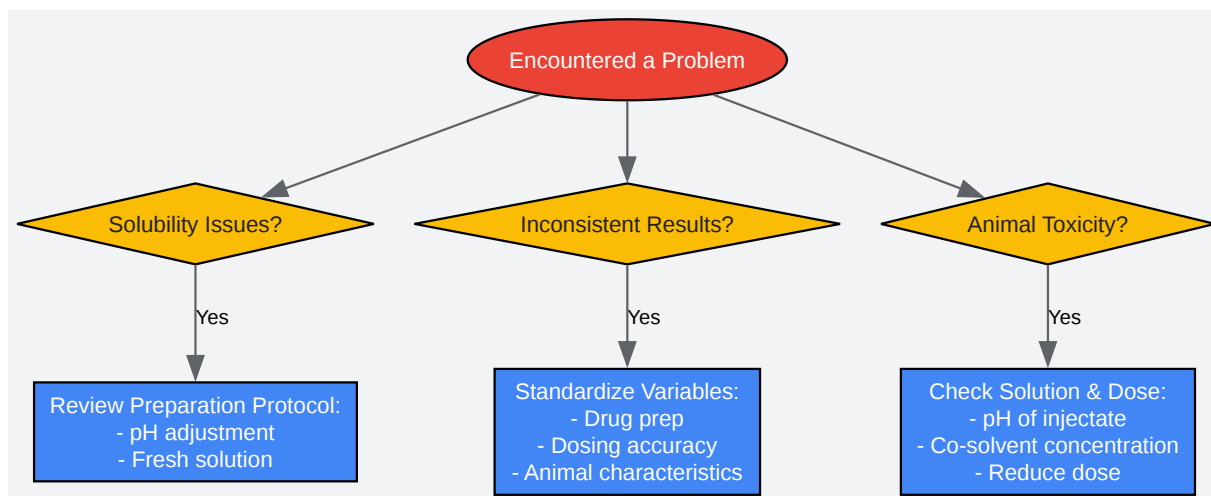 Encountered a Problem
Solubility Issues?
Inconsistent Results?
Animal Toxicity?
Yes
Yes
Yes
Review Preparation Protocol:
- pH adjustment
- Fresh solution
Standardize Variables:
- Drug prep
- Dosing accuracy
- Animal characteristics
Check Solution & Dose:
- pH of injectate
- Co-solvent concentration
- Reduce dose